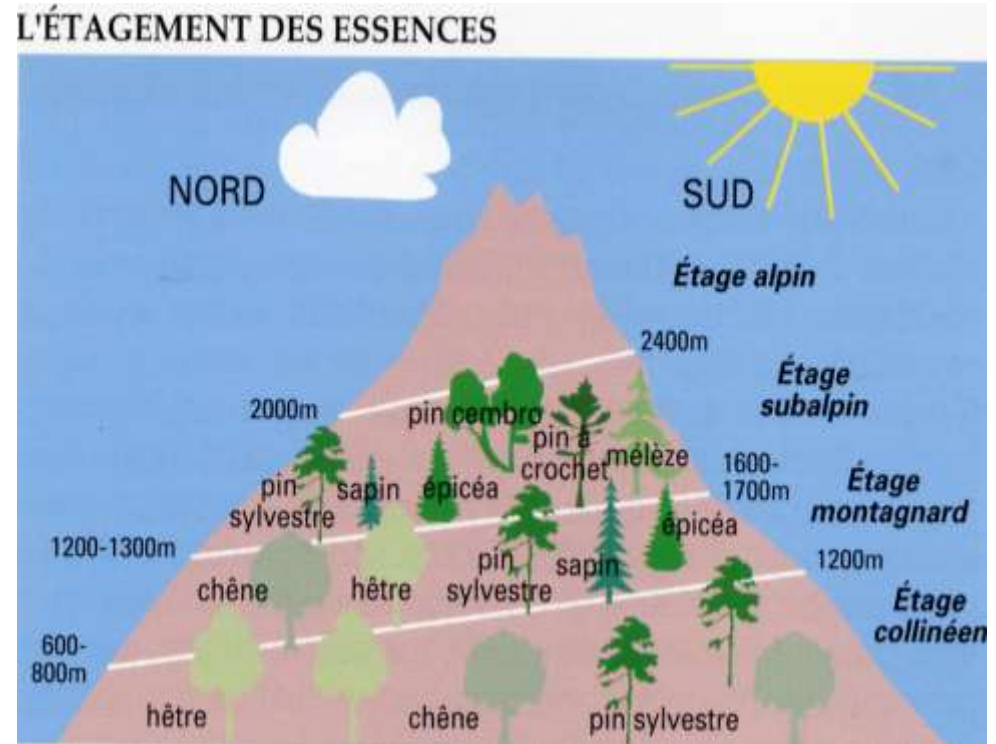 L'ÉTAGEMENT DES ESSENCES
NORD
SUD
Étage alpin
2400m
Étage
subalpin
2000m
pin cembro
pin à
crochet
mélèze
1600-
1700m
Étage
montagnard
pin
sylvestre
sapin
épicéa
épicéa
1200-1300m
1200m
chêne
hêtre
pin
sylvestre
sapin
Étage
collinéen
600-
800m
hêtre
chêne
pin sylvestre